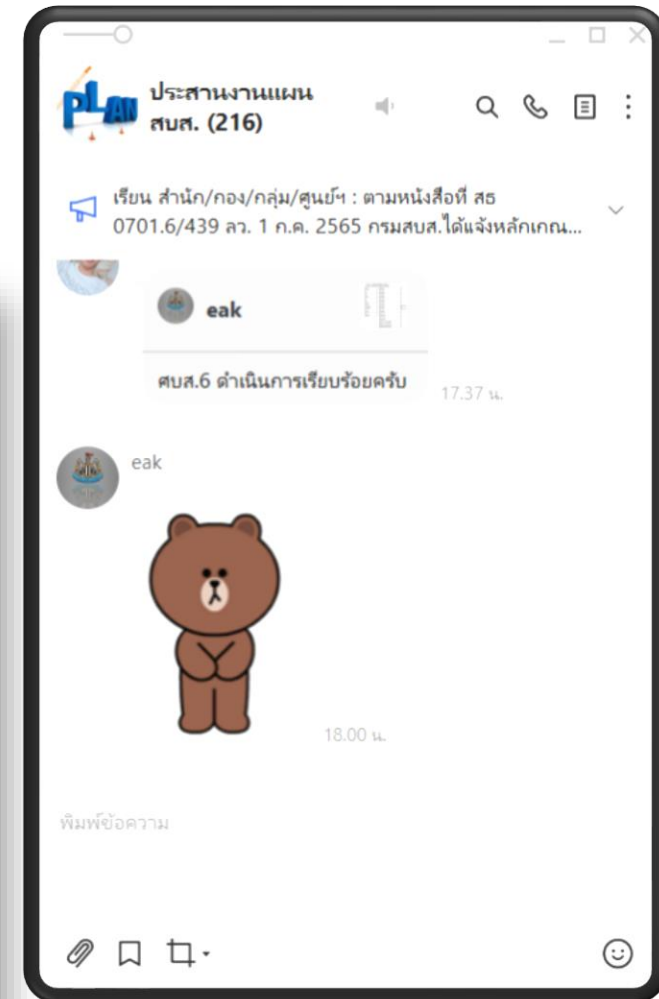 PLAN
ประสานงานแผน
สบส. (216)
เรียน สำนัก/กอง/กลุ่ม/ศูนย์ฯ : ตามหนังสือที่ สธ
0701.6/439 ลว. 1 ก.ค. 2565 กรมสบส.ได้แจ้งหลักเกณ...
eak
ศบส.6 ดำเนินการเรียบร้อยครับ
17.37 น.
eak
18.00 น.
พิมพ์ข้อความ